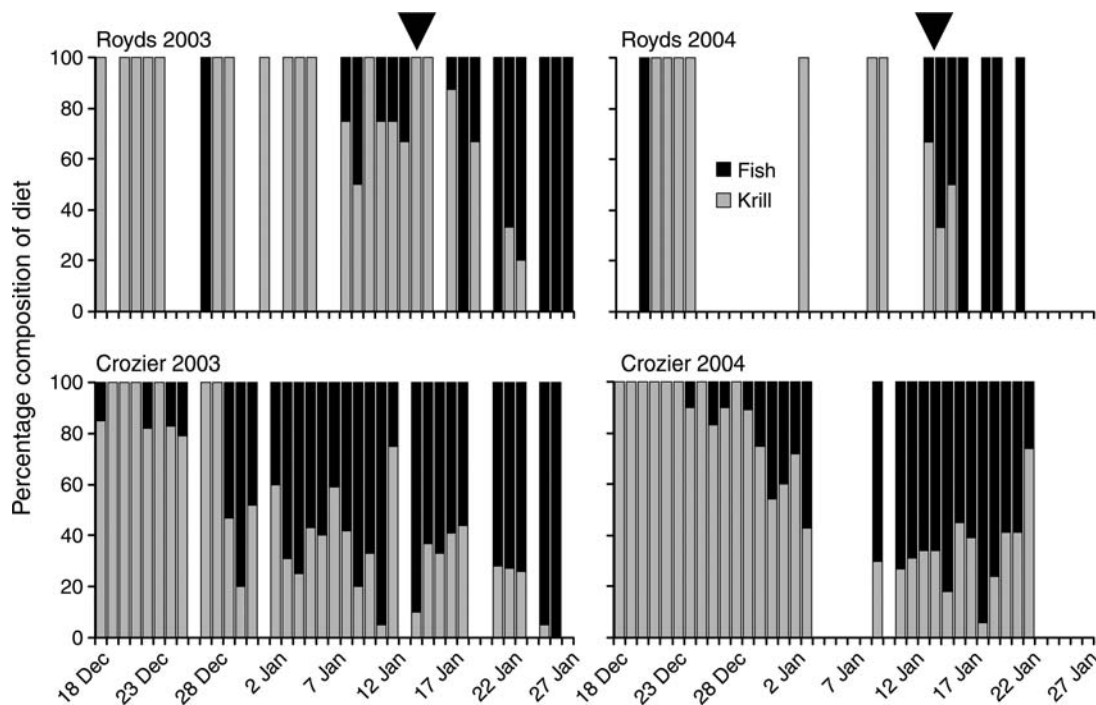 Royds 2003
Royds 2004
100
80
60
40
20
0
Fish
Krill
Percentage composition of diet
Crozier 2003
Crozier 2004
100
80
60
40
20
0
18 Dec
23 Dec
28 Dec
2 Jan
7 Jan
12 Jan
17 Jan
22 Jan
27 Jan
18 Dec
23 Dec
28 Dec
2 Jan
7 Jan
12 Jan
17 Jan
22 Jan
27 Jan